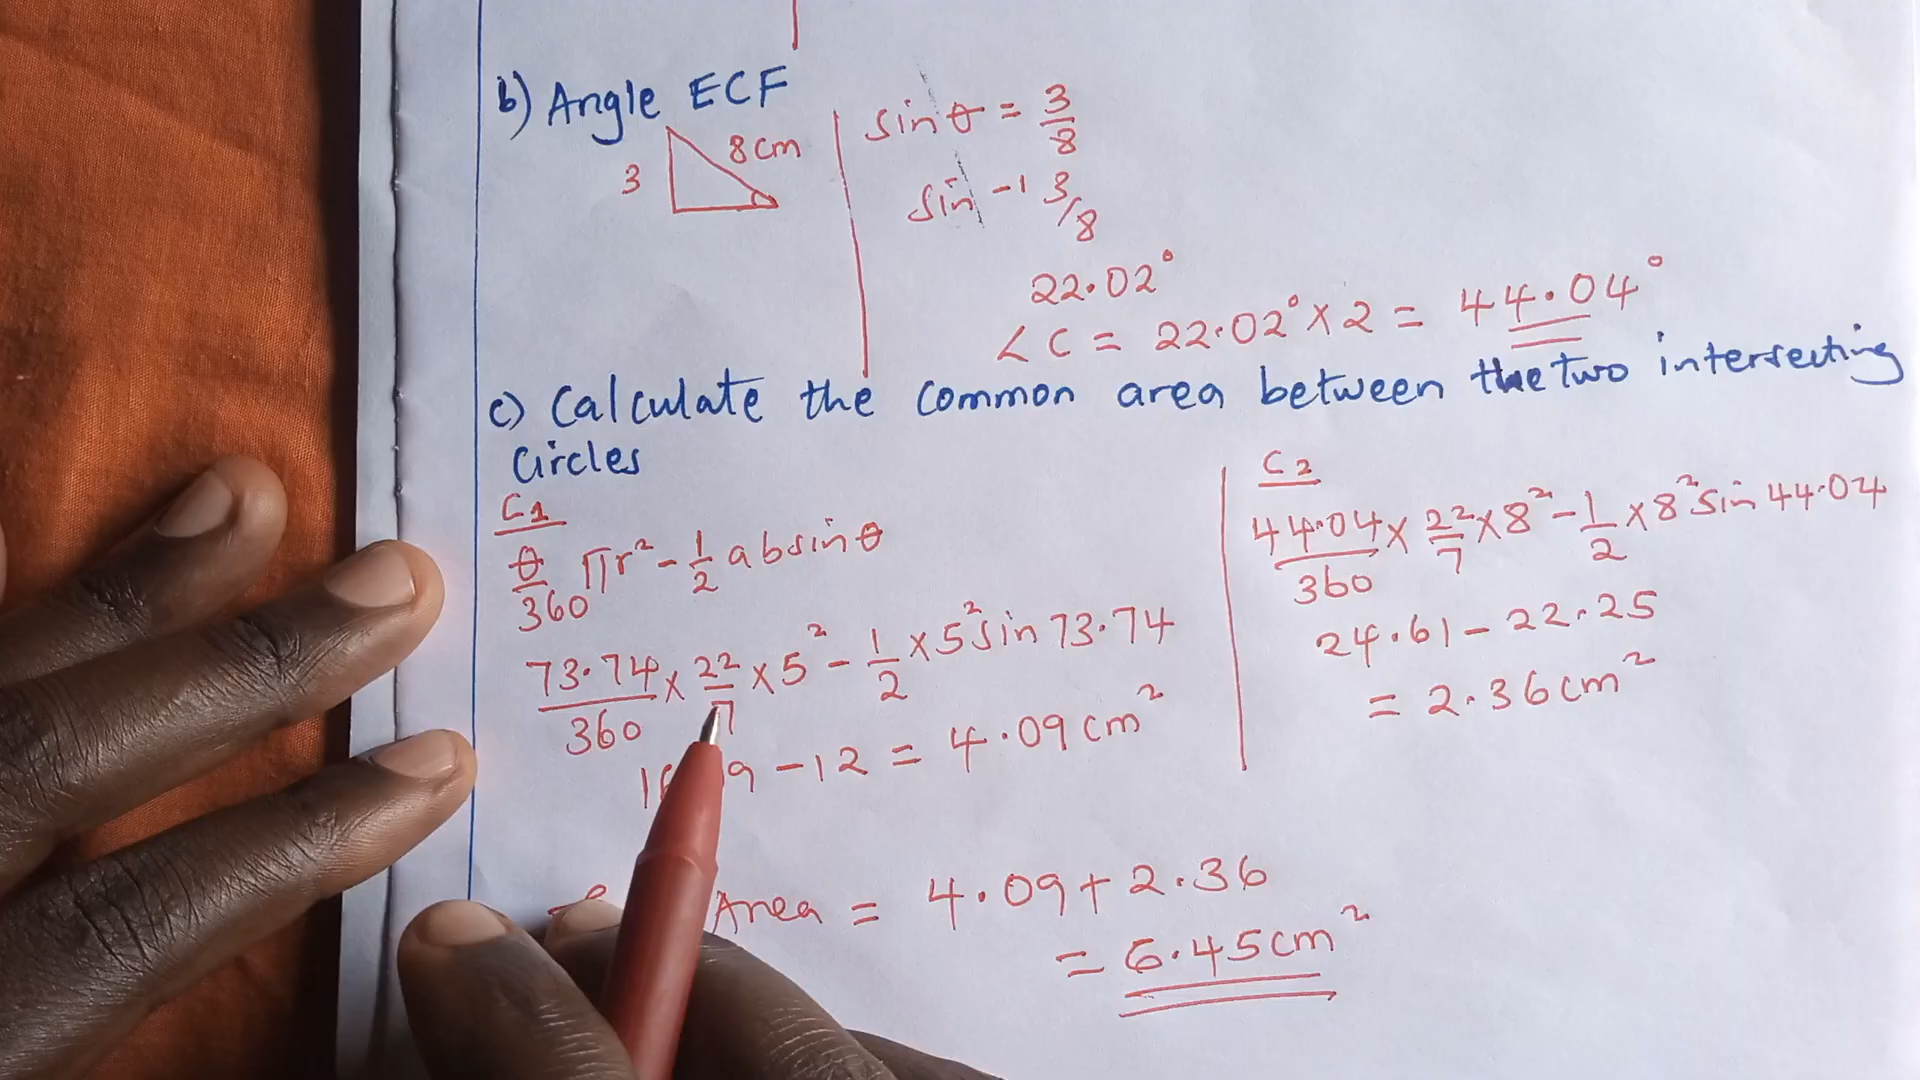 b) Angle ECF
3
8cm
sin θ = 3/8
sin⁻¹ 3/8
22.02°
∠C = 22.02° × 2 = 44.04°
c) Calculate the common area between the two intersecting
circles
C1
θ/360 πr² - 1/2 ab sin θ
73.74/360 × 22/7 × 5² - 1/2 × 5² sin 73.74
9 - 12 = 4.09 cm²
C2
44.04/360 × 22/7 × 8² - 1/2 × 8² sin 44.04
24.61 - 22.25
= 2.36 cm²
Area = 4.09 + 2.36
= 6.45 cm²